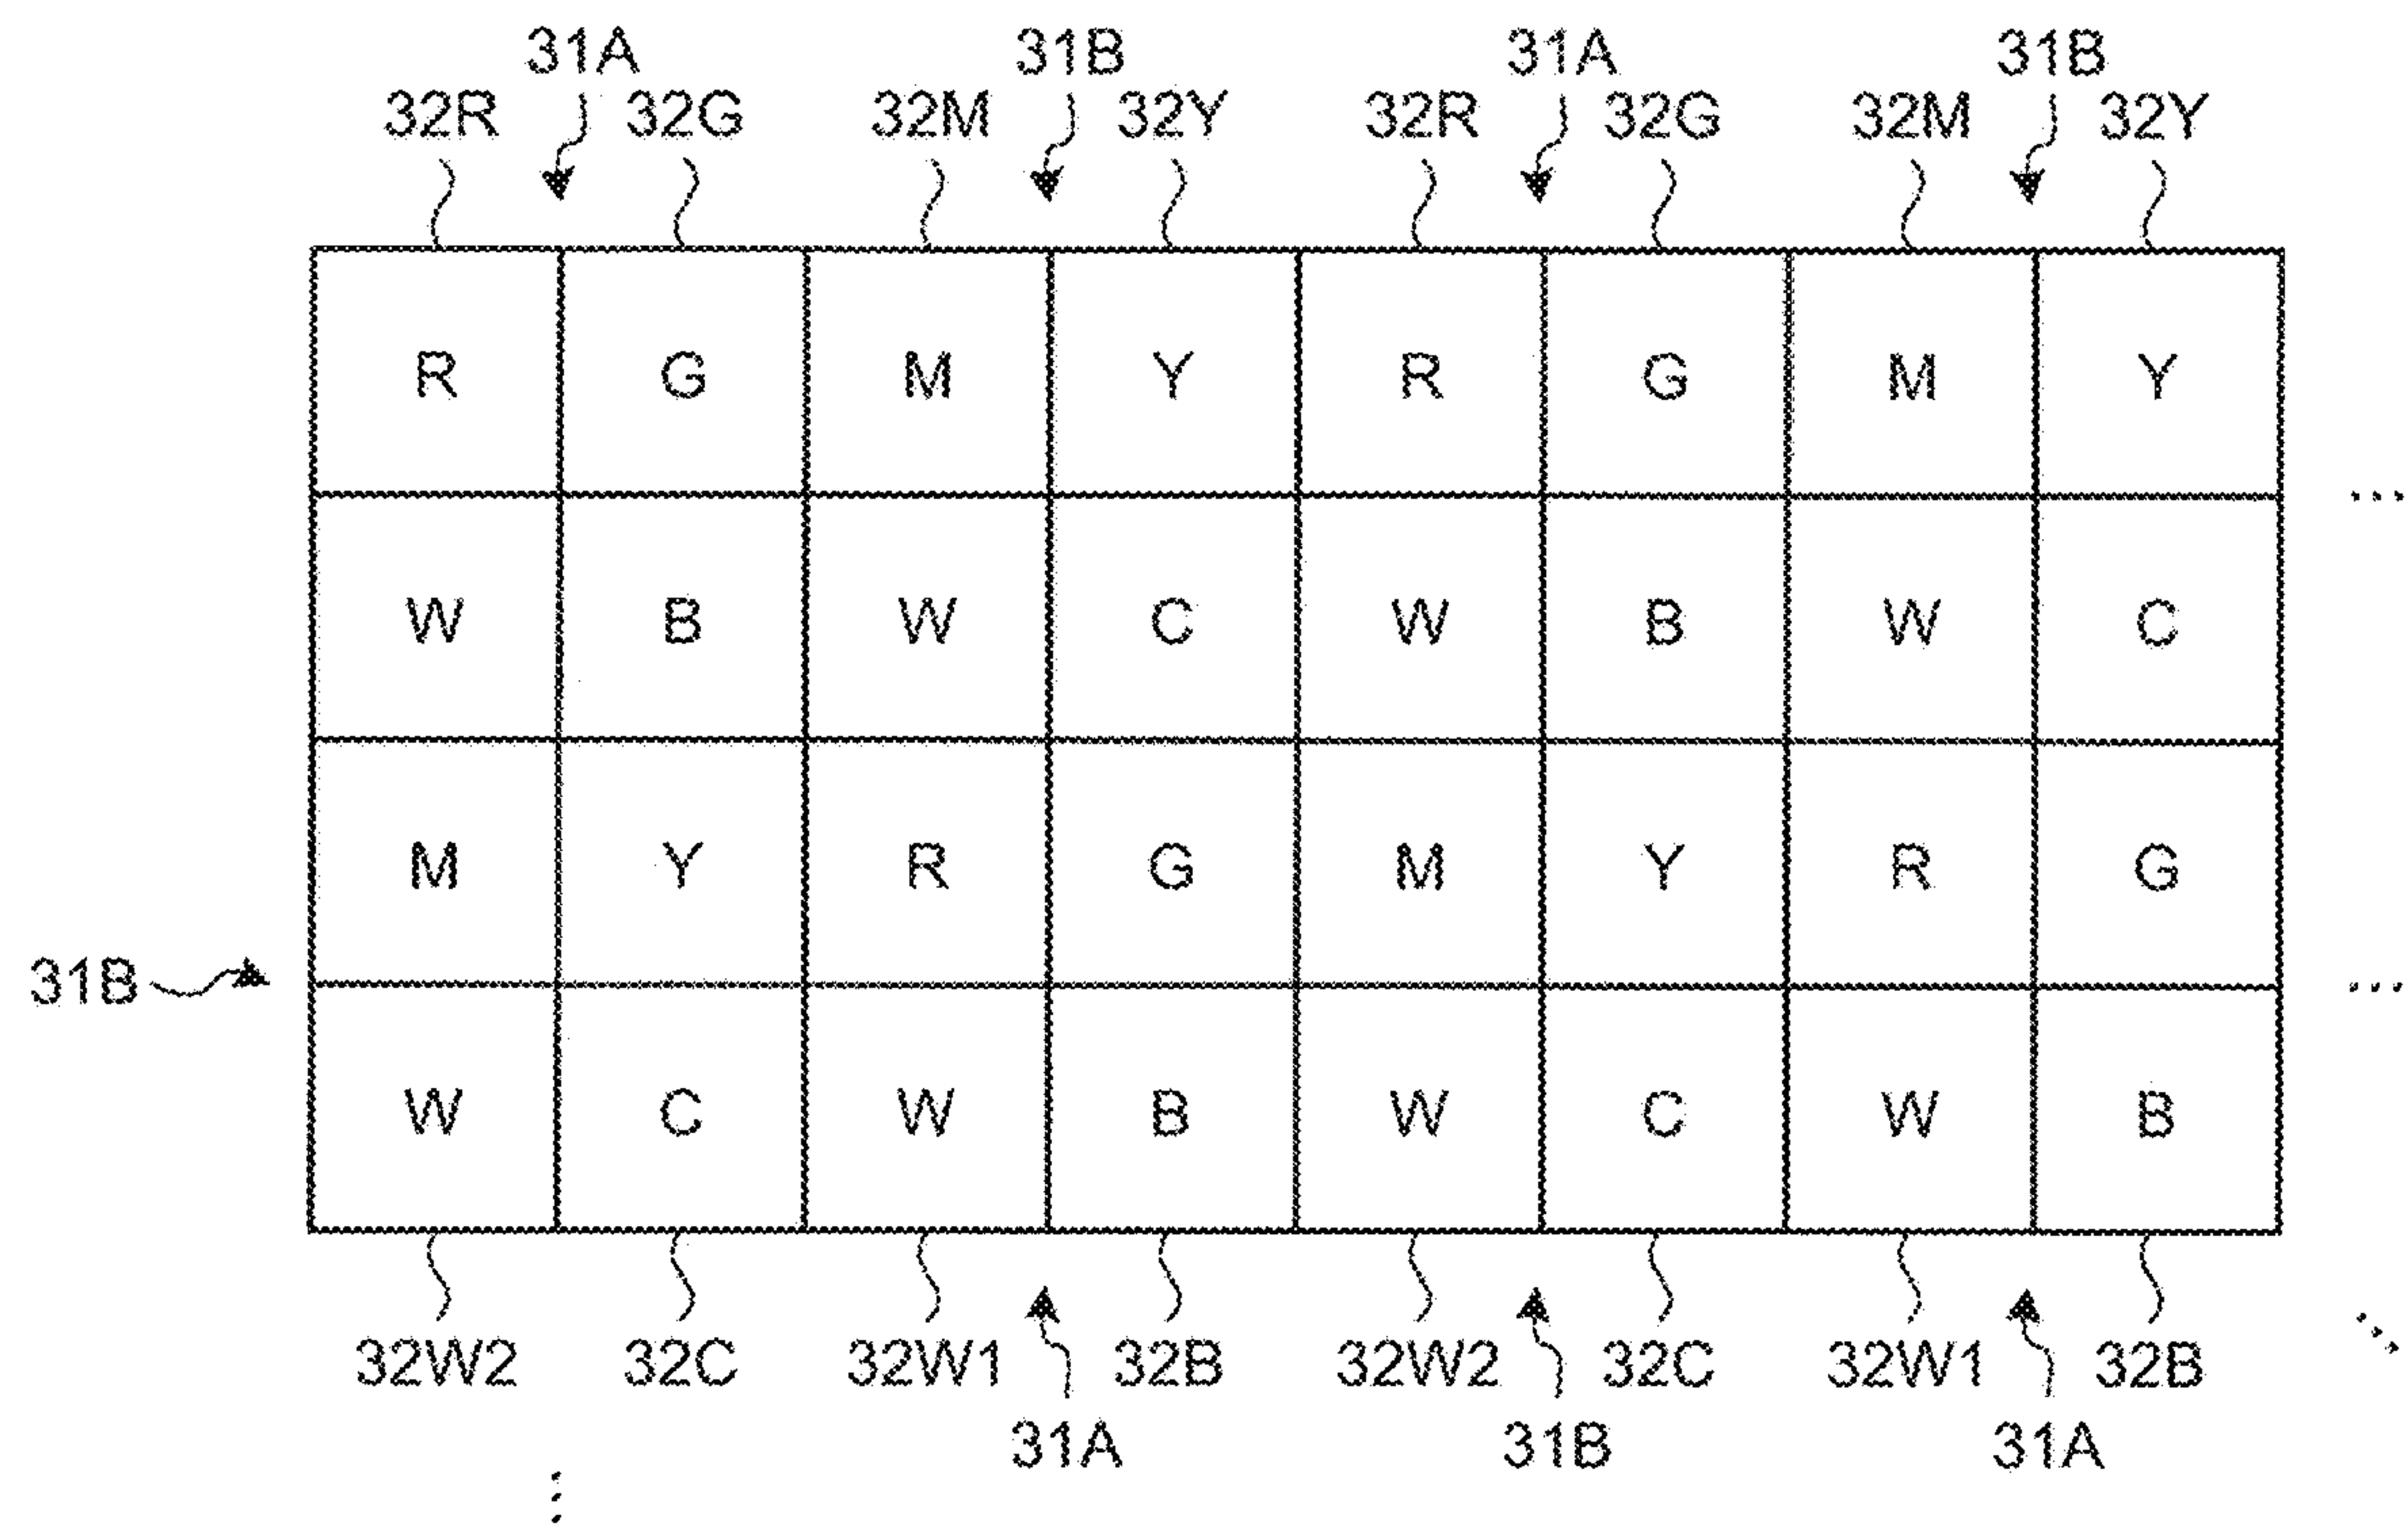 31A 31B 31A 31B
32R 32G 32M 32Y 32R 32G 32M 32Y
R G M Y R G M Y
...
W B W C W B W C
M Y R G M Y R G
31B ...
W C W B W C W B
32W2 32C 32W1 32B 32W2 32C 32W1 32B
31A 31B 31A